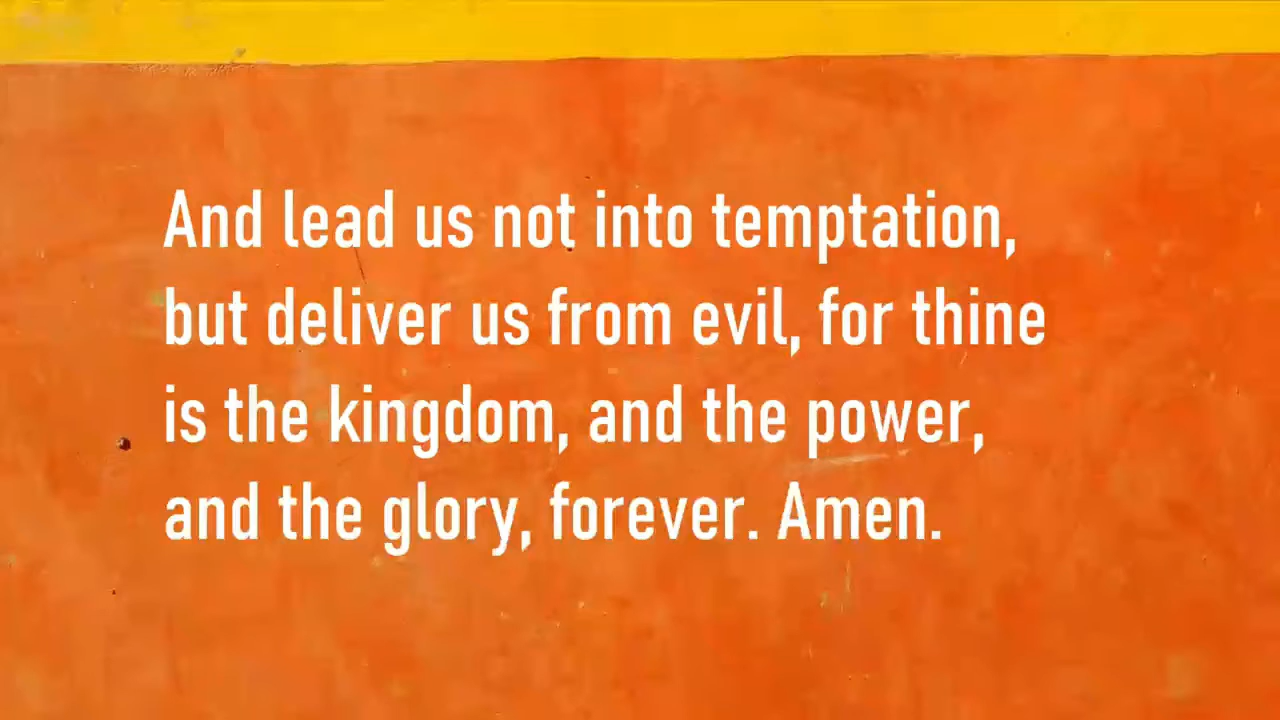 And lead us not into temptation,
but deliver us from evil, for thine
is the kingdom, and the power,
and the glory, forever. Amen.